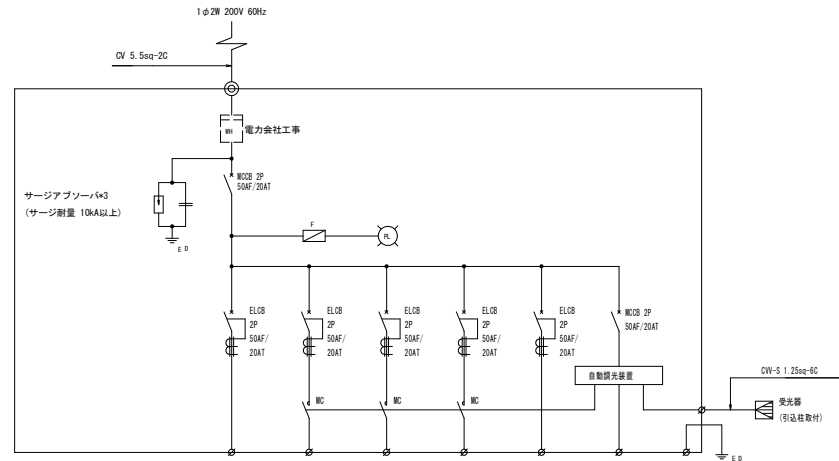 1φ2W 200V 60Hz
CV 5.5sq-2C
WH
電力会社工事
MCCB 2P
50AF/20AT
サージアブソーバ*3
(サージ耐量 10kA以上)
E D
F
PL
ELCB
2P
50AF/
20AT
ELCB
2P
50AF/
20AT
ELCB
2P
50AF/
20AT
ELCB
2P
50AF/
20AT
ELCB
2P
50AF/
20AT
MCCB 2P
50AF/20AT
自動調光装置
CVV-S 1.25sq-6C
MC
MC
MC
受光器
(引込柱取付)
E D